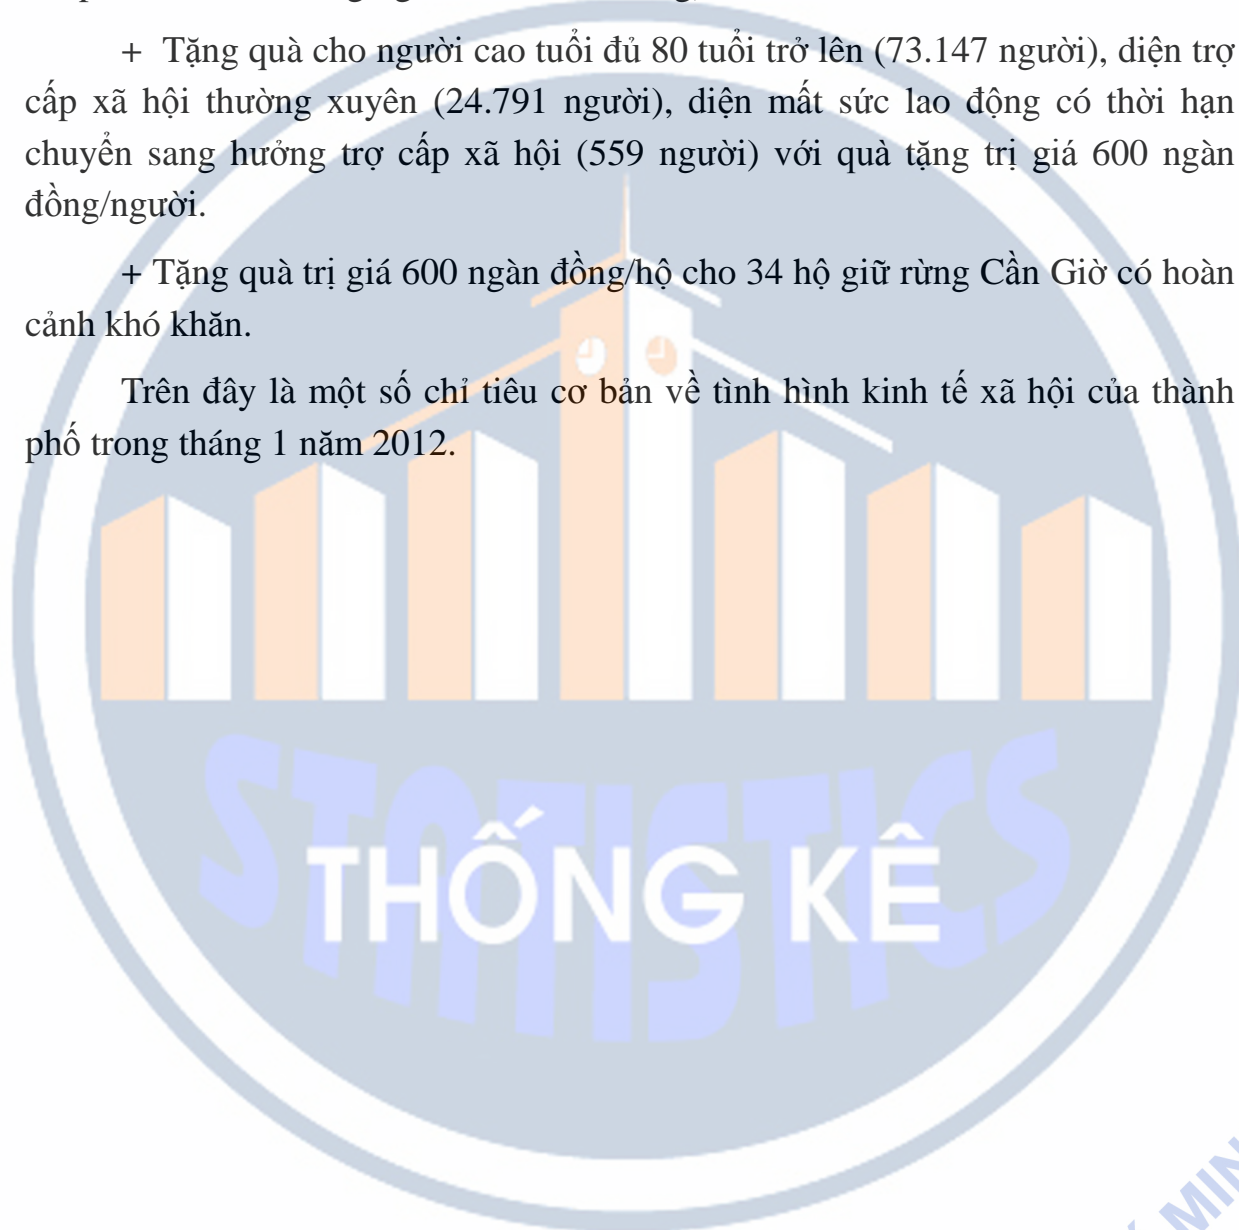 + Tặng quà cho người cao tuổi đủ 80 tuổi trở lên (73.147 người), diện trợ
cấp xã hội thường xuyên (24.791 người), diện mất sức lao động có thời hạn
chuyển sang hưởng trợ cấp xã hội (559 người) với quà tặng trị giá 600 ngàn
đồng/người.
+ Tặng quà trị giá 600 ngàn đồng/hộ cho 34 hộ giữ rừng Cần Giờ có hoàn
cảnh khó khăn.
Trên đây là một số chỉ tiêu cơ bản về tình hình kinh tế xã hội của thành
phố trong tháng 1 năm 2012.
STATISTICS
THỐNG KÊ
MIN